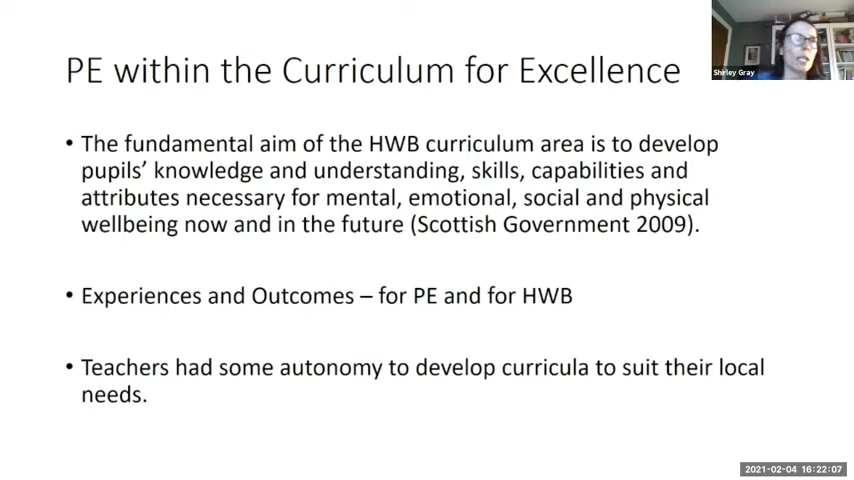 PE within the Curriculum for Excellence
Shirley Gray
• The fundamental aim of the HWB curriculum area is to develop
pupils’ knowledge and understanding, skills, capabilities and
attributes necessary for mental, emotional, social and physical
wellbeing now and in the future (Scottish Government 2009).
• Experiences and Outcomes – for PE and for HWB
• Teachers had some autonomy to develop curricula to suit their local
needs.
2021-02-04 16:22:07